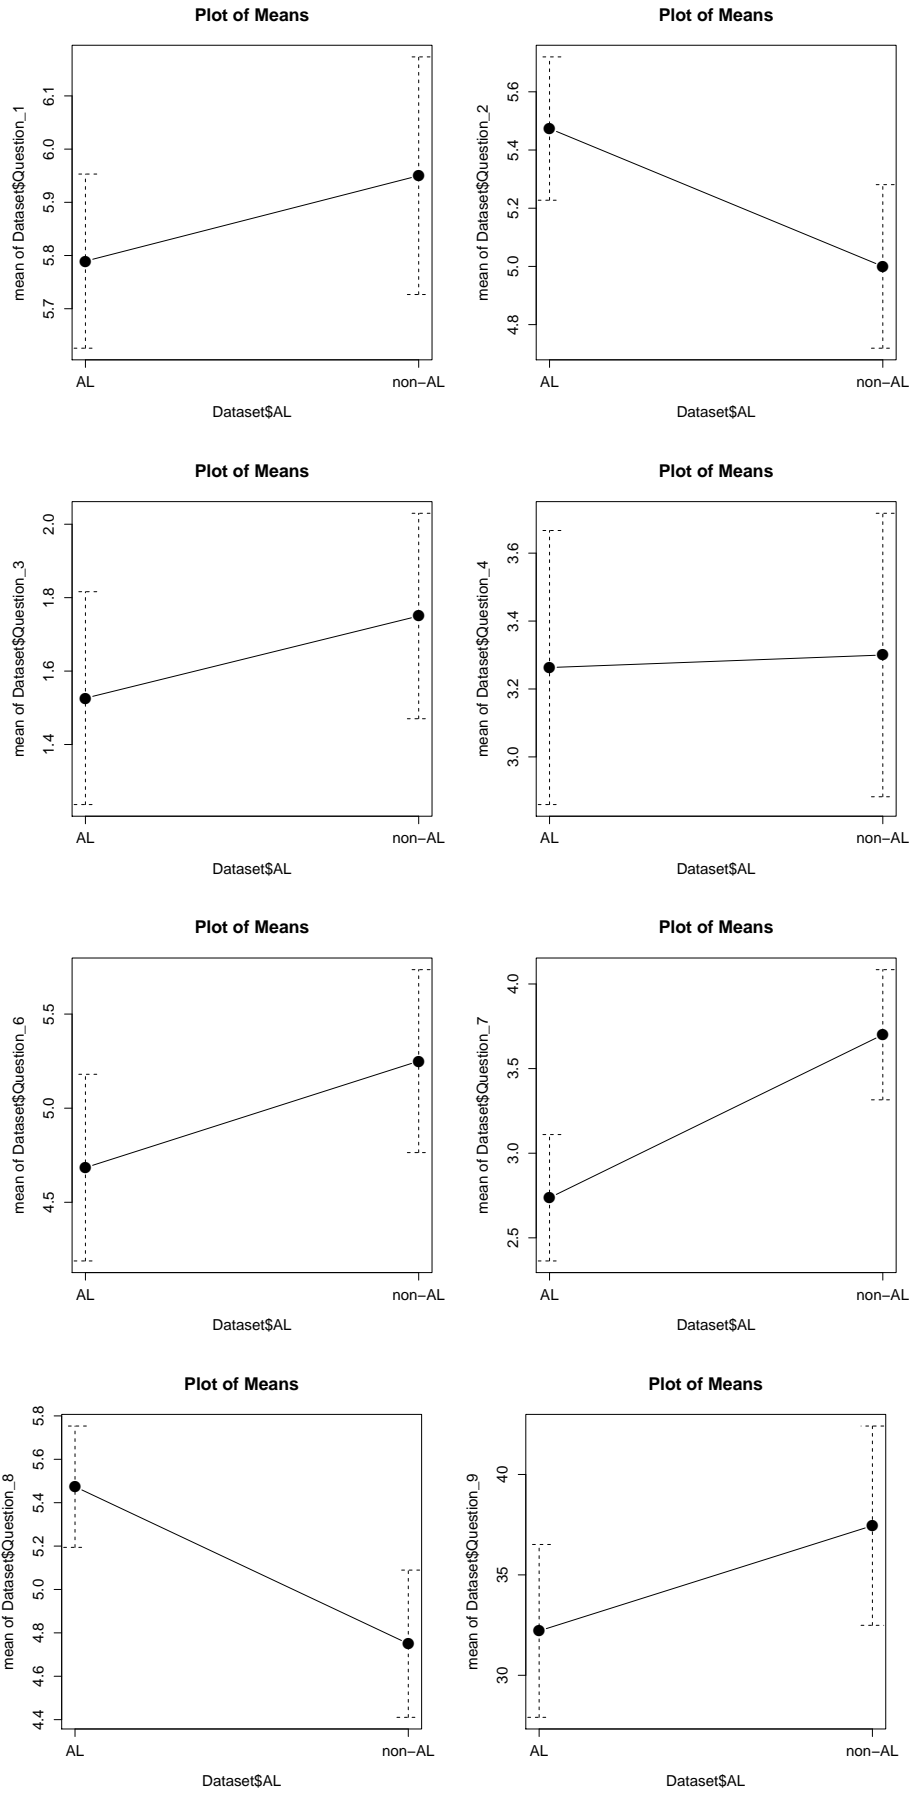 Plot of Means
mean of Dataset$Question_1
6.1
6.0
5.9
5.8
5.7
AL
non−AL
Dataset$AL
Plot of Means
mean of Dataset$Question_2
5.6
5.4
5.2
5.0
4.8
AL
non−AL
Dataset$AL
Plot of Means
mean of Dataset$Question_3
2.0
1.8
1.6
1.4
AL
non−AL
Dataset$AL
Plot of Means
mean of Dataset$Question_4
3.6
3.4
3.2
3.0
AL
non−AL
Dataset$AL
Plot of Means
mean of Dataset$Question_6
5.5
5.0
4.5
AL
non−AL
Dataset$AL
Plot of Means
mean of Dataset$Question_7
4.0
3.5
3.0
2.5
AL
non−AL
Dataset$AL
Plot of Means
mean of Dataset$Question_8
5.8
5.6
5.4
5.2
5.0
4.8
4.6
4.4
AL
non−AL
Dataset$AL
Plot of Means
mean of Dataset$Question_9
40
35
30
AL
non−AL
Dataset$AL